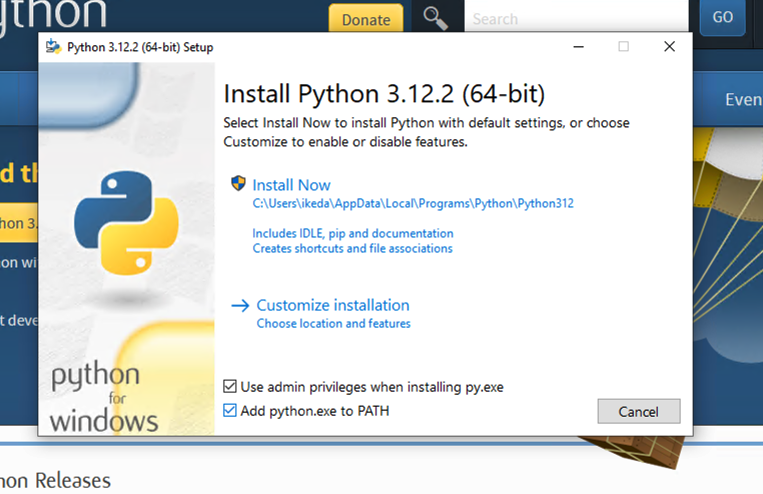 ython
Donate
Search
GO
Python 3.12.2 (64-bit) Setup
Even
Install Python 3.12.2 (64-bit)
Select Install Now to install Python with default settings, or choose
Customize to enable or disable features.
d th
Install Now
C:\Users\ikeda\AppData\Local\Programs\Python\Python312
hon 3.
Includes IDLE, pip and documentation
Creates shortcuts and file associations
on wi
Customize installation
Choose location and features
t deve
python
for
windows
Use admin privileges when installing py.exe
Add python.exe to PATH
Cancel
hon Releases